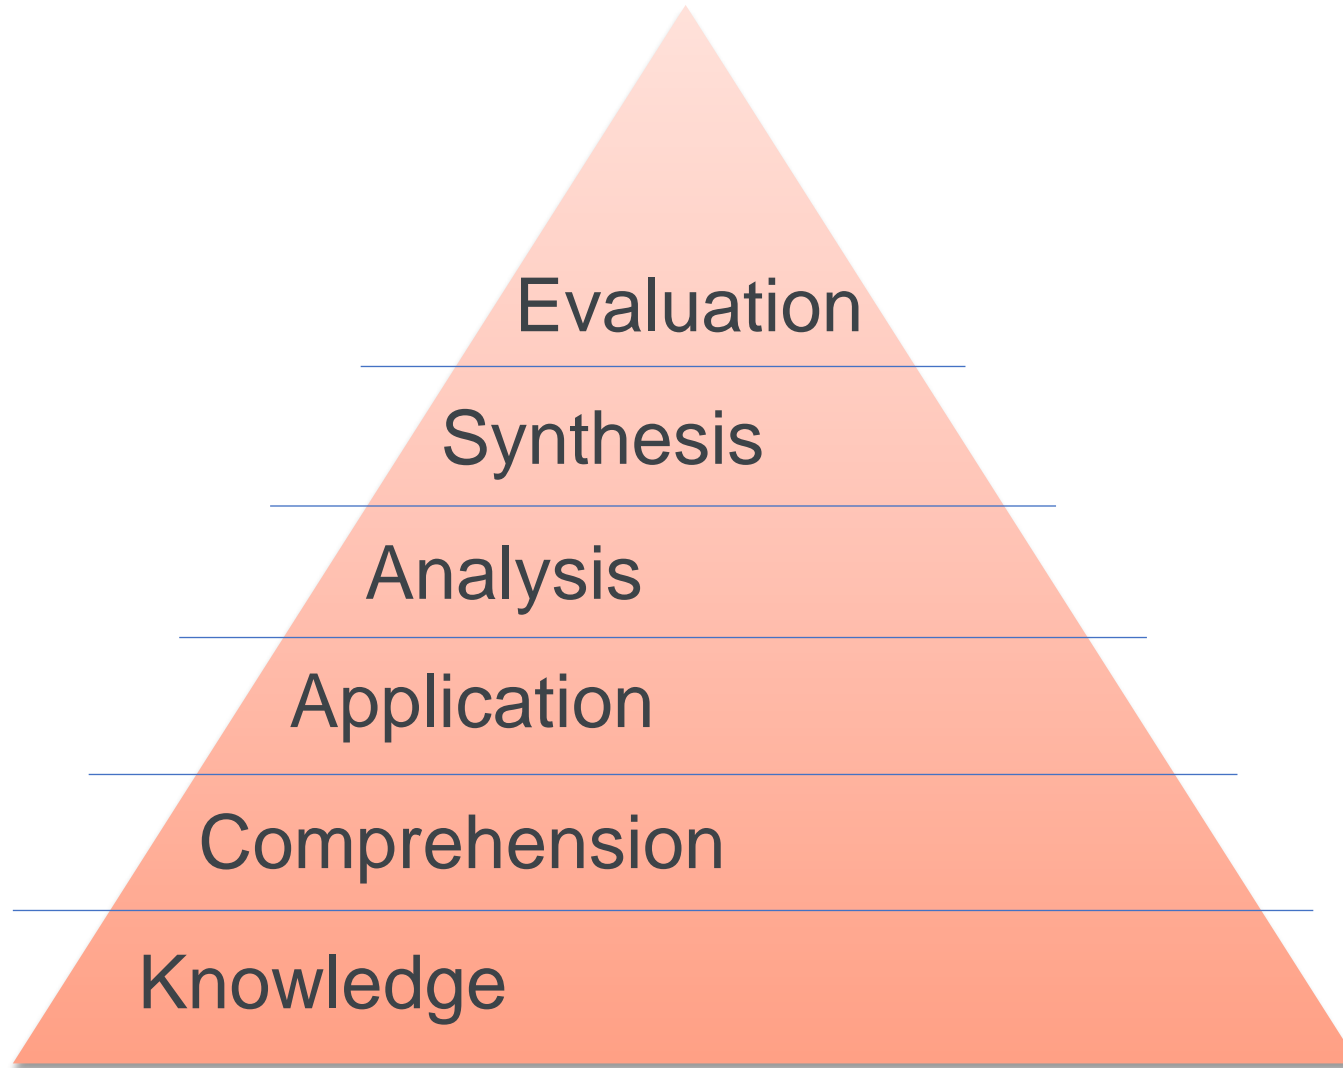 Evaluation
Synthesis
Analysis
Application
Comprehension
Knowledge